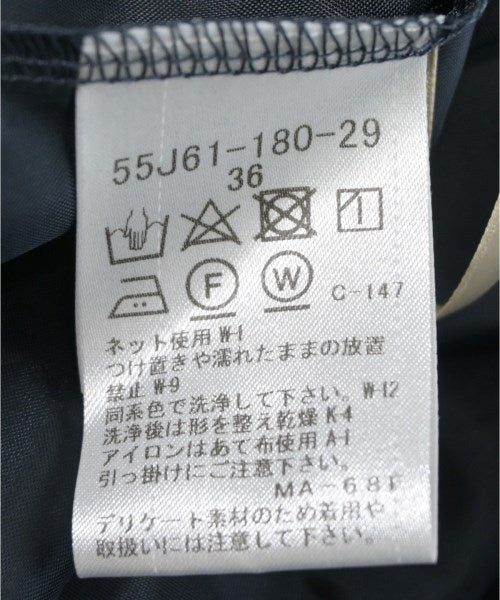 55J61-180-29
36
F W C-147
ネット使用 W-1
つけ置きや濡れたままの放置
禁止 W-9
同系色で洗浄して下さい。W-12
洗浄後は形を整え乾燥 K-4
アイロンはあて布使用 A-1
引っ掛けにご注意下さい。
MA-68F
デリケート素材のため着用や
取扱いには注意して下さい。